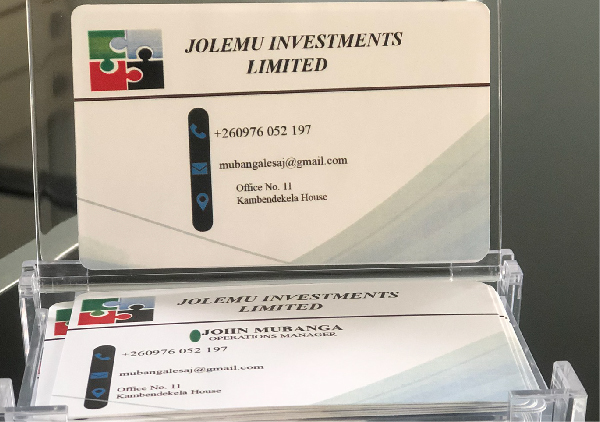 JOLEMU INVESTMENTS
LIMITED
+260976 052 197
mubangalesaj@gmail.com
Office No. 11
Kambendekela House
JOLEMU INVESTMENTS
LIMITED
JOHN MUBANGA
OPERATIONS MANAGER
+260976 052 197
mubangalesaj@gmail.com
Office No. 11
Kambendekela House